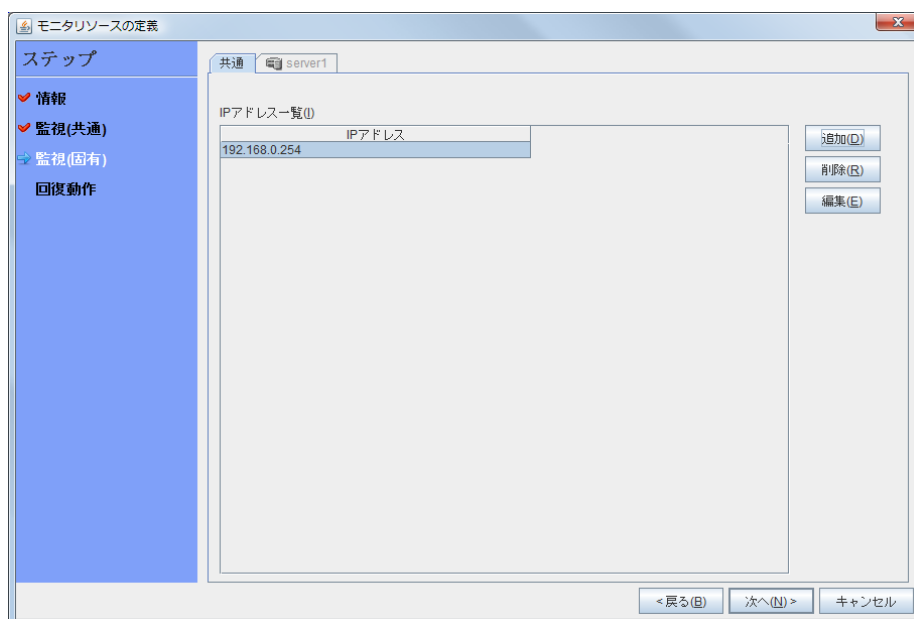 モニタリソースの定義
ステップ
情報
監視(共通)
監視(固有)
回復動作
共通
server1
IPアドレス一覧(I)
IPアドレス
192.168.0.254
追加(D)
削除(R)
編集(E)
<戻る(B)
次へ(N)>
キャンセル